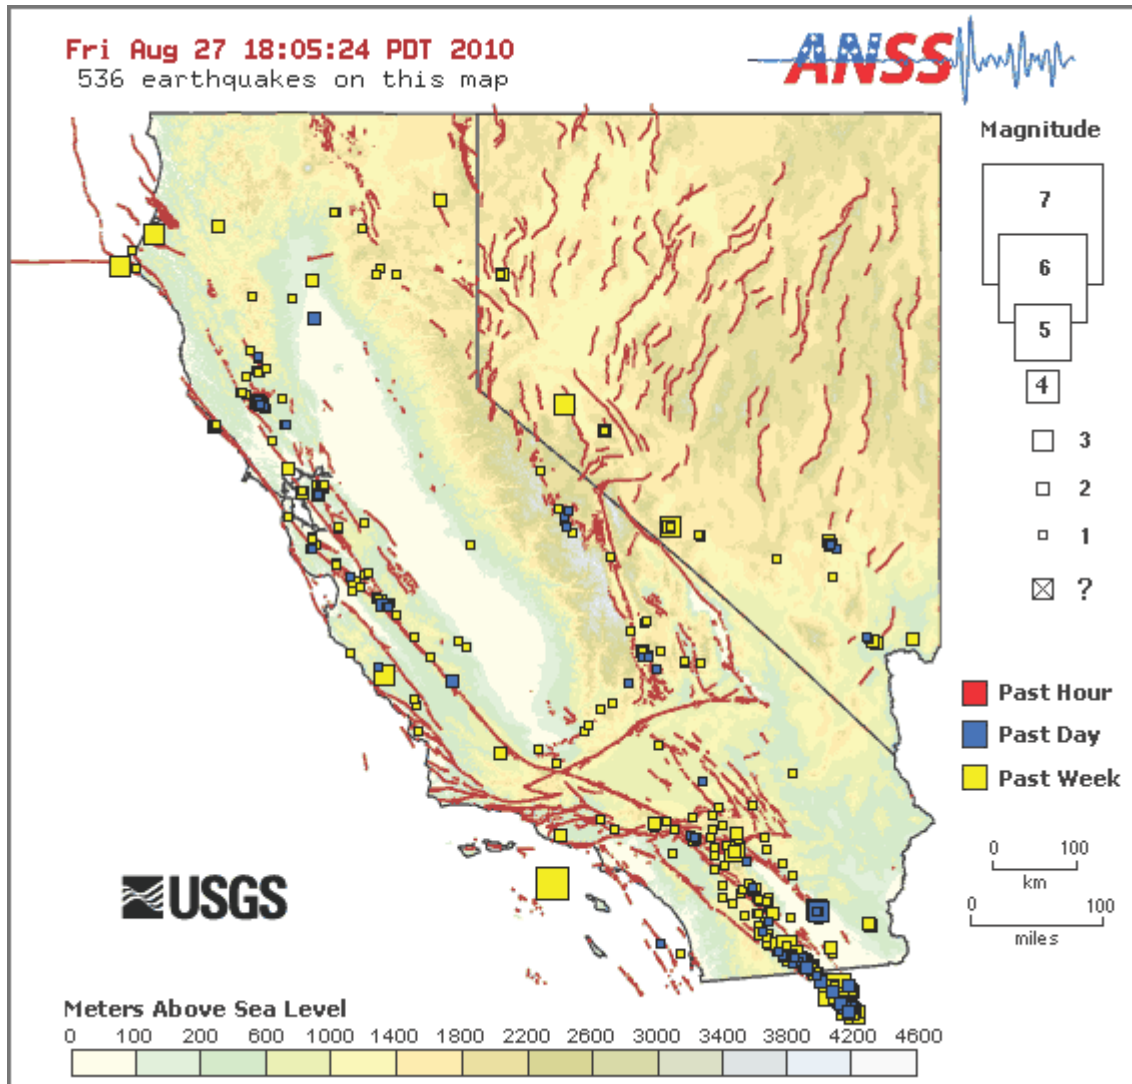 Fri Aug 27 18:05:24 PDT 2010
536 earthquakes on this map
ANSS
Magnitude
7
6
5
4
3
2
1
?
Past Hour
Past Day
Past Week
0 100
km
0 100
miles
USGS
Meters Above Sea Level
0 100 200 600 1000 1400 1800 2200 2600 3000 3400 3800 4200 4600